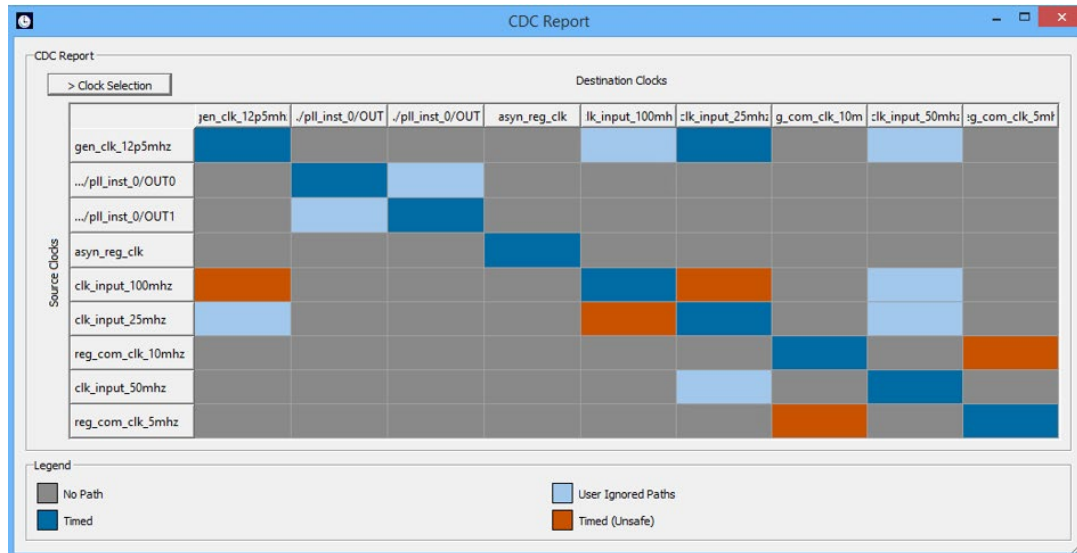 CDC Report
CDC Report
> Clock Selection
Destination Clocks
gen_clk_12p5mh. ./pll_inst_0/OUT ./pll_inst_0/OUT asyn_reg_clk lk_input_100mh clk_input_25mhz g_com_clk_10m clk_input_50mhz eg_com_clk_5mh
Source Clocks
gen_clk_12p5mhz
.../pll_inst_0/OUT0
.../pll_inst_0/OUT1
asyn_reg_clk
clk_input_100mhz
clk_input_25mhz
reg_com_clk_10mhz
clk_input_50mhz
reg_com_clk_5mhz
Legend
No Path
User Ignored Paths
Timed
Timed (Unsafe)